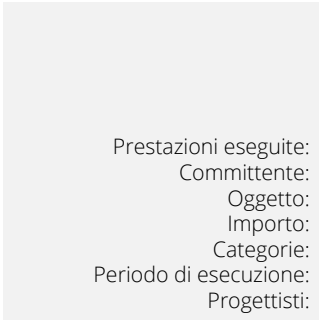 Prestazioni eseguite:
Committente:
Oggetto:
Importo:
Categorie:
Periodo di esecuzione:
Progettisti: